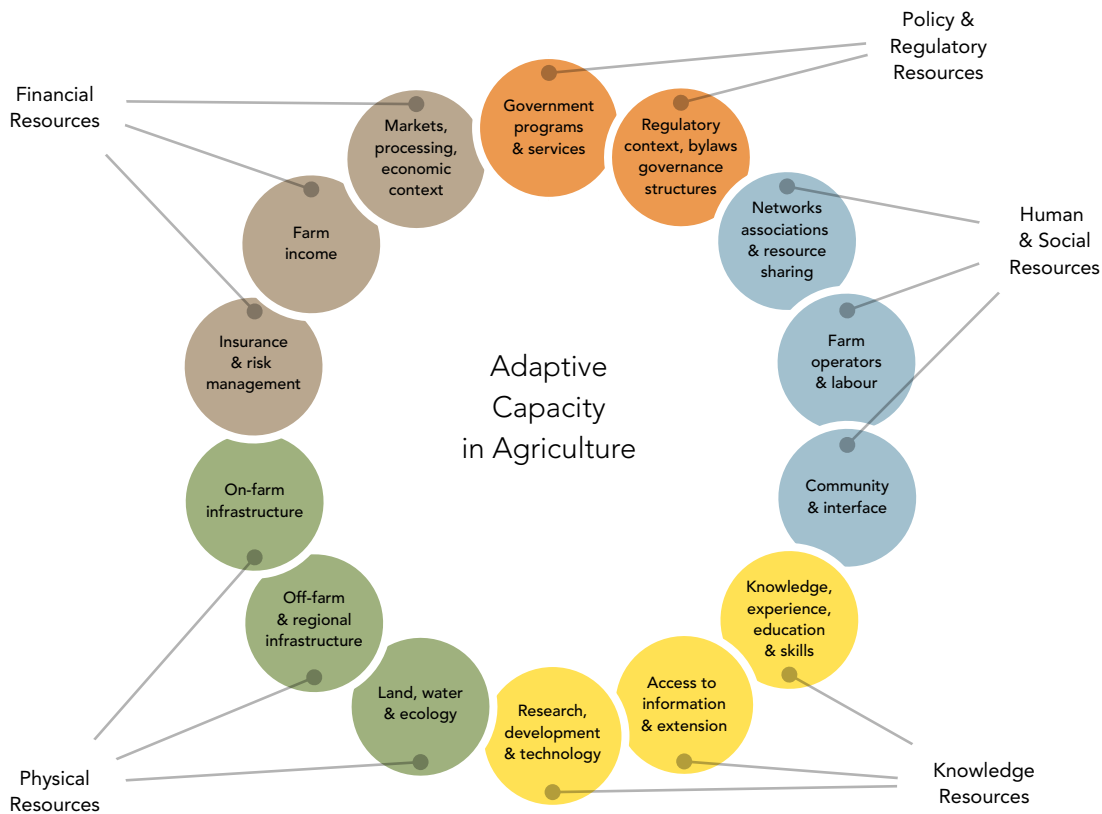 Policy &
Regulatory
Resources
Financial
Resources
Government
programs
& services
Markets,
processing,
economic
context
Regulatory
context, bylaws
governance
structures
Networks
associations
& resource
sharing
Human
& Social
Resources
Farm
income
Insurance
& risk
management
Farm
operators
& labour
Adaptive
Capacity
in Agriculture
On-farm
infrastructure
Community
& interface
Off-farm
& regional
infrastructure
Knowledge,
experience,
education
& skills
Land, water
& ecology
Research,
development
& technology
Access to
information
& extension
Physical
Resources
Knowledge
Resources